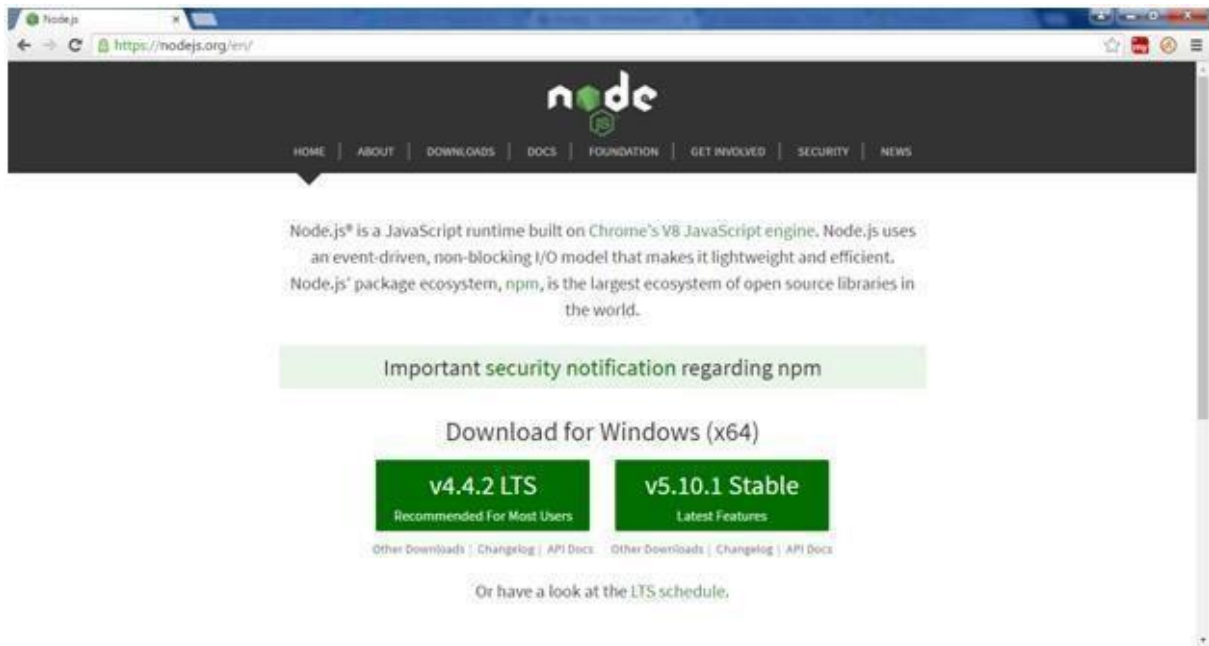 Node.js
https://nodejs.org/en/
node
JS
HOME | ABOUT | DOWNLOADS | DOCS | FOUNDATION | GET INVOLVED | SECURITY | NEWS
Node.js® is a JavaScript runtime built on Chrome's V8 JavaScript engine. Node.js uses
an event-driven, non-blocking I/O model that makes it lightweight and efficient.
Node.js' package ecosystem, npm, is the largest ecosystem of open source libraries in
the world.
Important security notification regarding npm
Download for Windows (x64)
v4.4.2 LTS
Recommended For Most Users
v5.10.1 Stable
Latest Features
Other Downloads | Changelog | API Docs
Other Downloads | Changelog | API Docs
Or have a look at the LTS schedule.